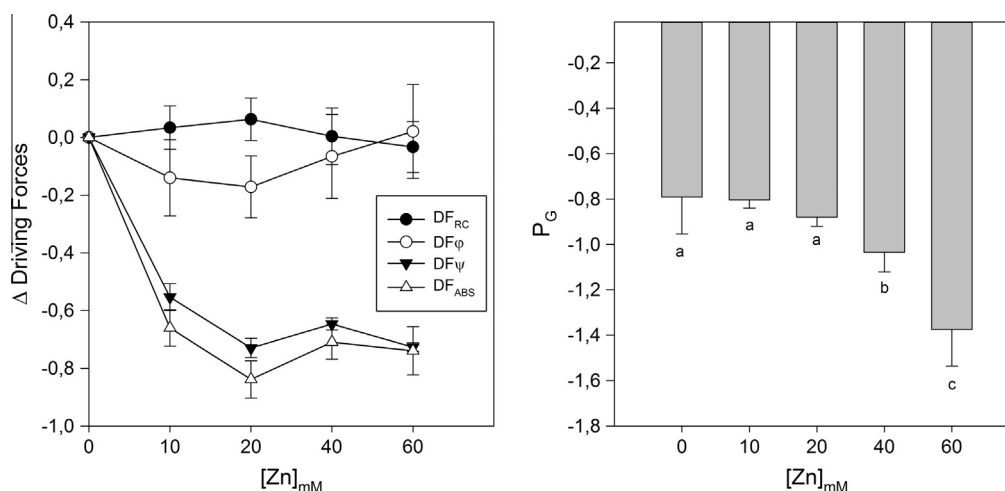 0,4
0,2
0,0
-0,2
-0,4
-0,6
-0,8
-1,0
Δ Driving Forces
DF_RC
DFφ
DFψ
DF_ABS
0 10 20 40 60
[Zn]_mM
-0,2
-0,4
-0,6
-0,8
-1,0
-1,2
-1,4
-1,6
-1,8
P_G
a a a b c
0 10 20 40 60
[Zn]_mM